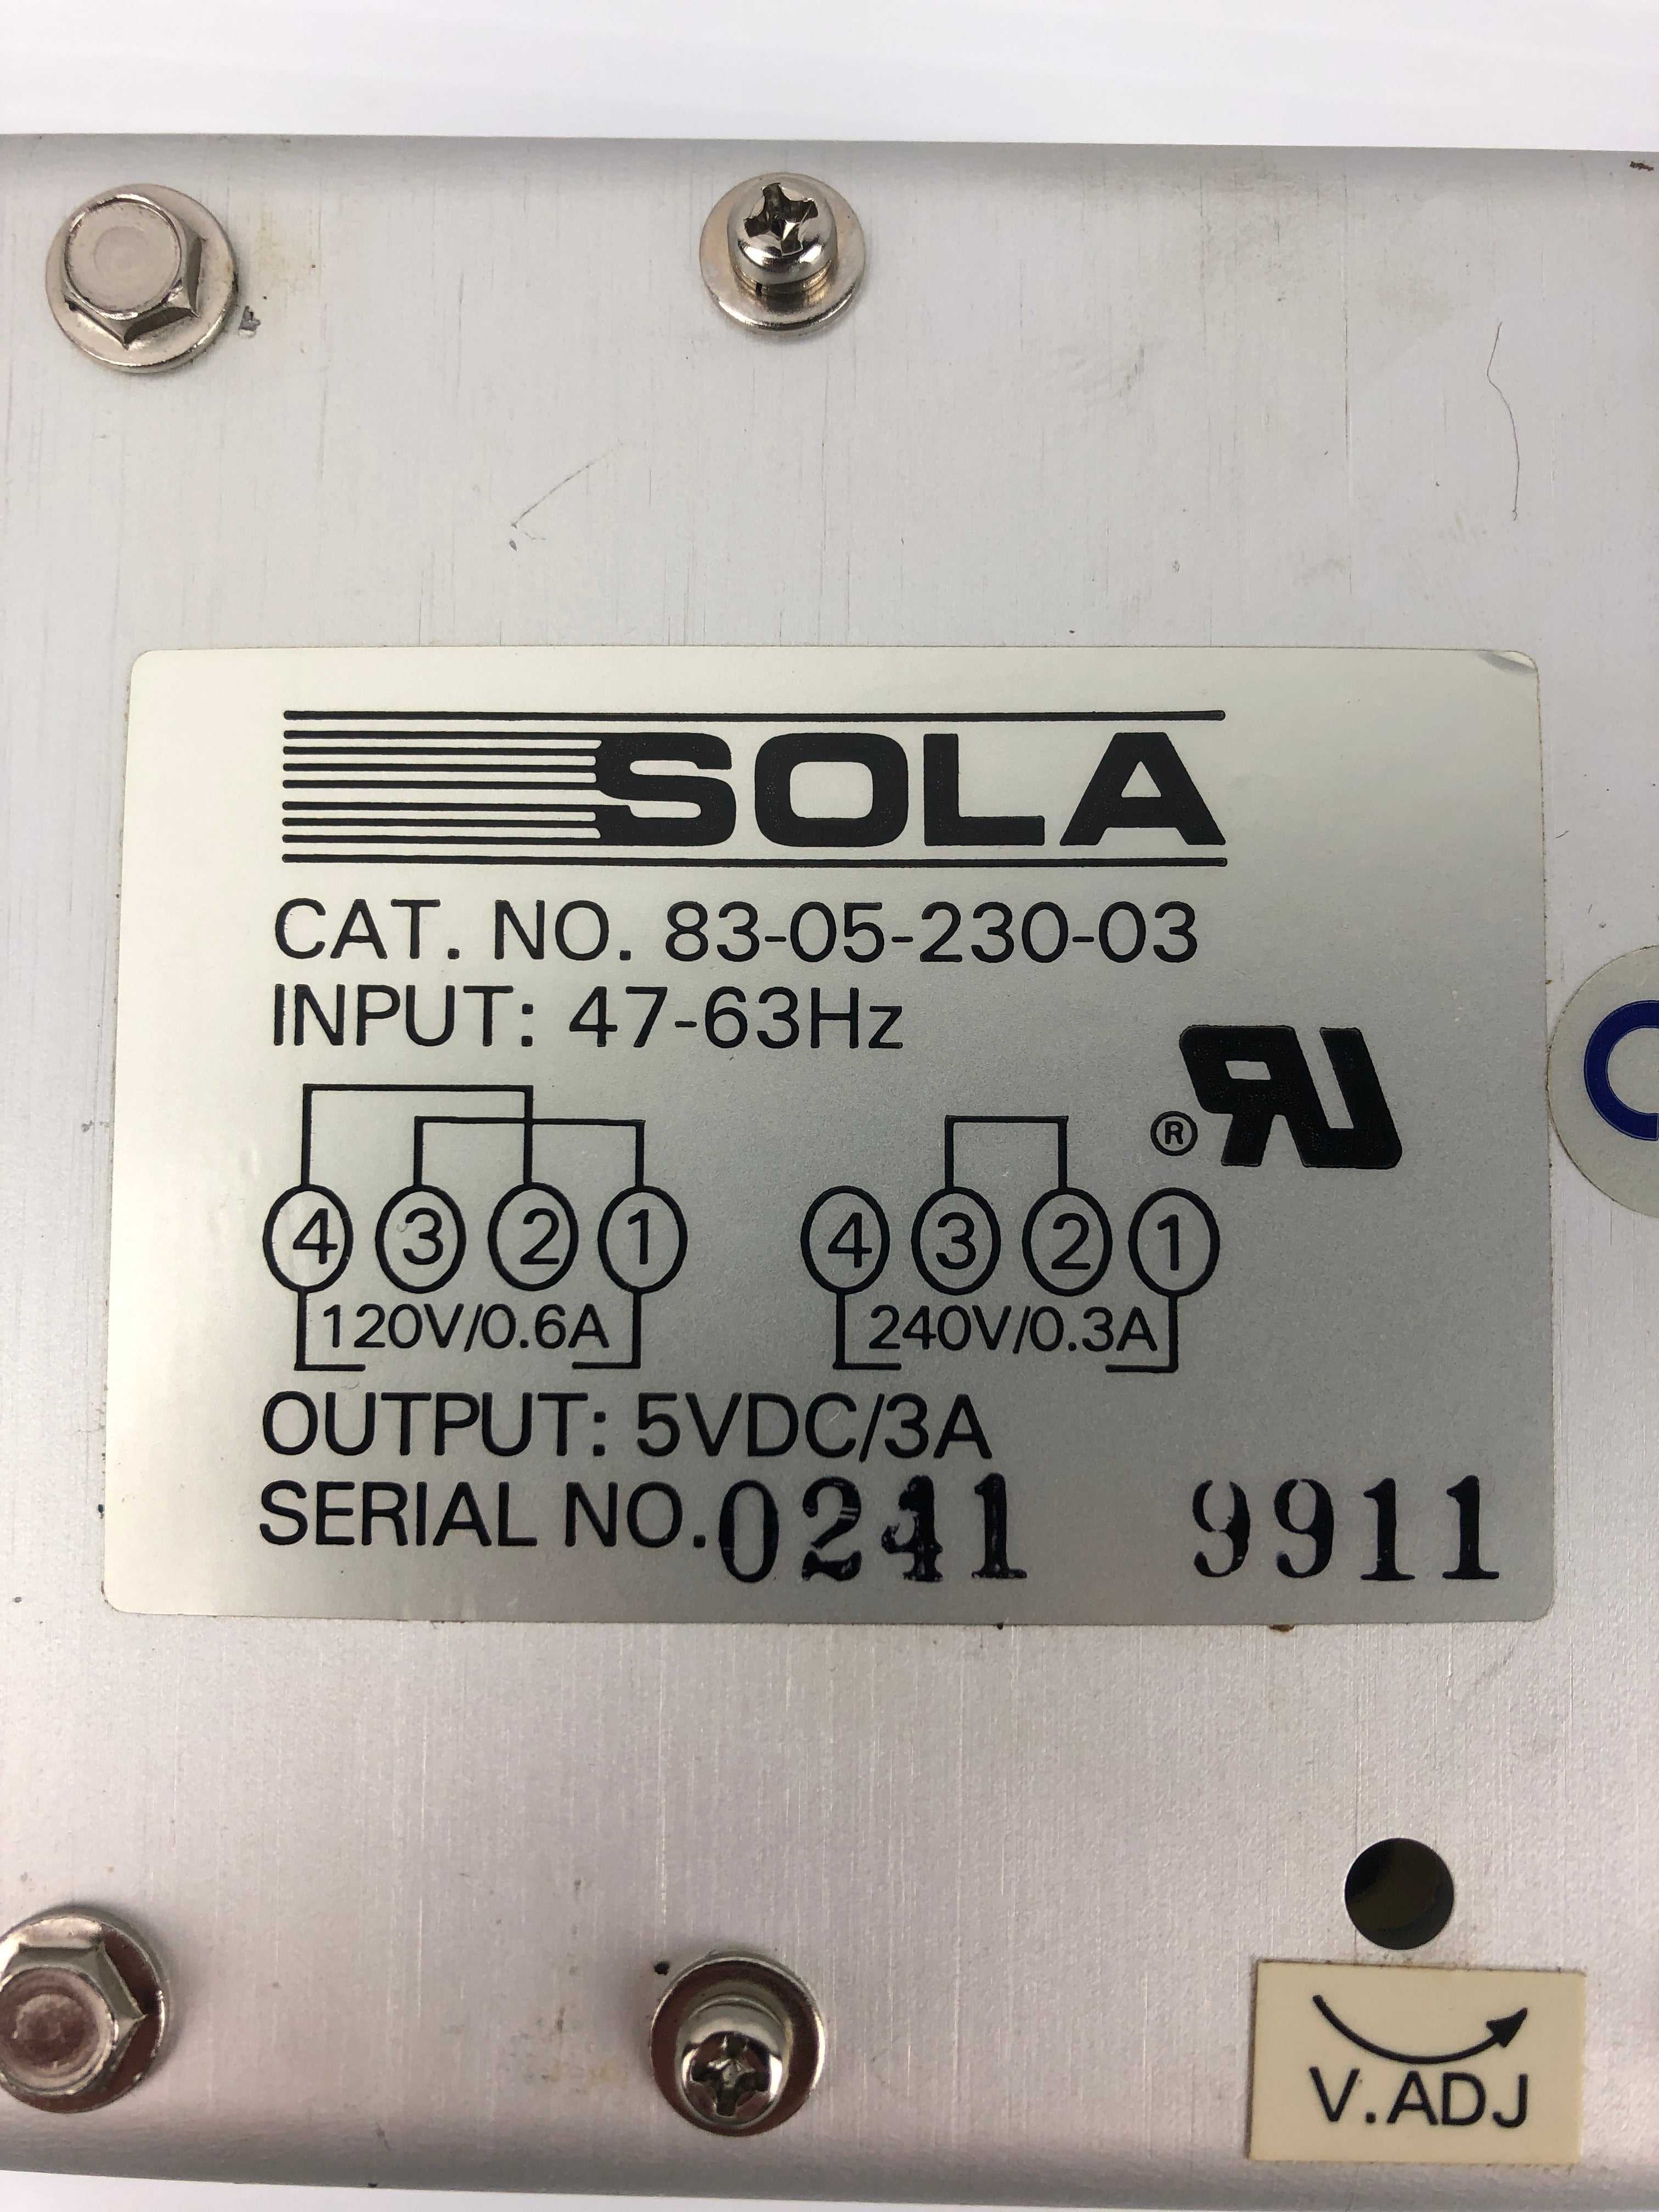 SOLA
CAT. NO. 83-05-230-03
INPUT: 47-63Hz
RU ®
4 3 2 1 4 3 2 1
120V/0.6A 240V/0.3A
OUTPUT: 5VDC/3A
SERIAL NO. 0241 9911
V.ADJ